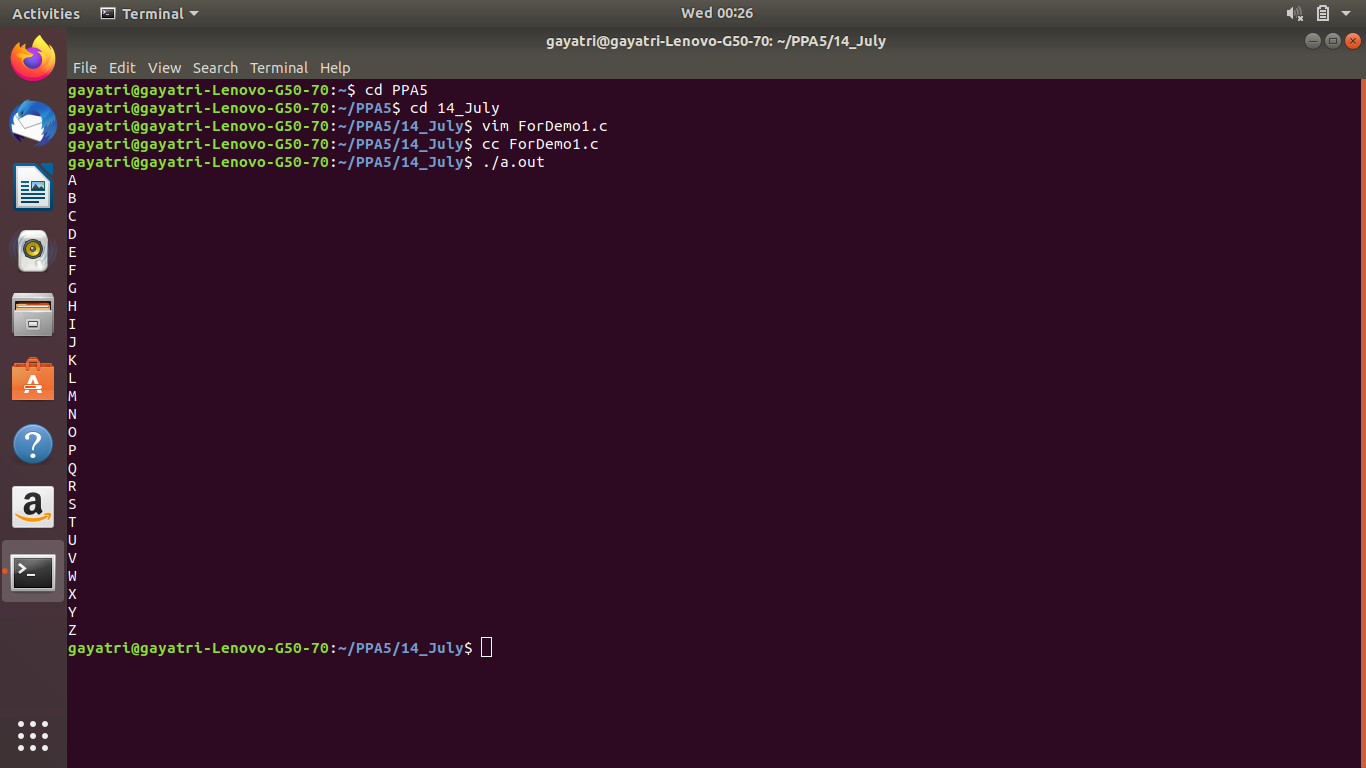 Activities Terminal Wed 00:26
gayatri@gayatri-Lenovo-G50-70: ~/PPA5/14_July
File Edit View Search Terminal Help
gayatri@gayatri-Lenovo-G50-70:~$ cd PPA5
gayatri@gayatri-Lenovo-G50-70:~/PPA5$ cd 14_July
gayatri@gayatri-Lenovo-G50-70:~/PPA5/14_July$ vim ForDemo1.c
gayatri@gayatri-Lenovo-G50-70:~/PPA5/14_July$ cc ForDemo1.c
gayatri@gayatri-Lenovo-G50-70:~/PPA5/14_July$ ./a.out
A
B
C
D
E
F
G
H
I
J
K
L
M
N
O
P
Q
R
S
T
U
V
W
X
Y
Z
gayatri@gayatri-Lenovo-G50-70:~/PPA5/14_July$